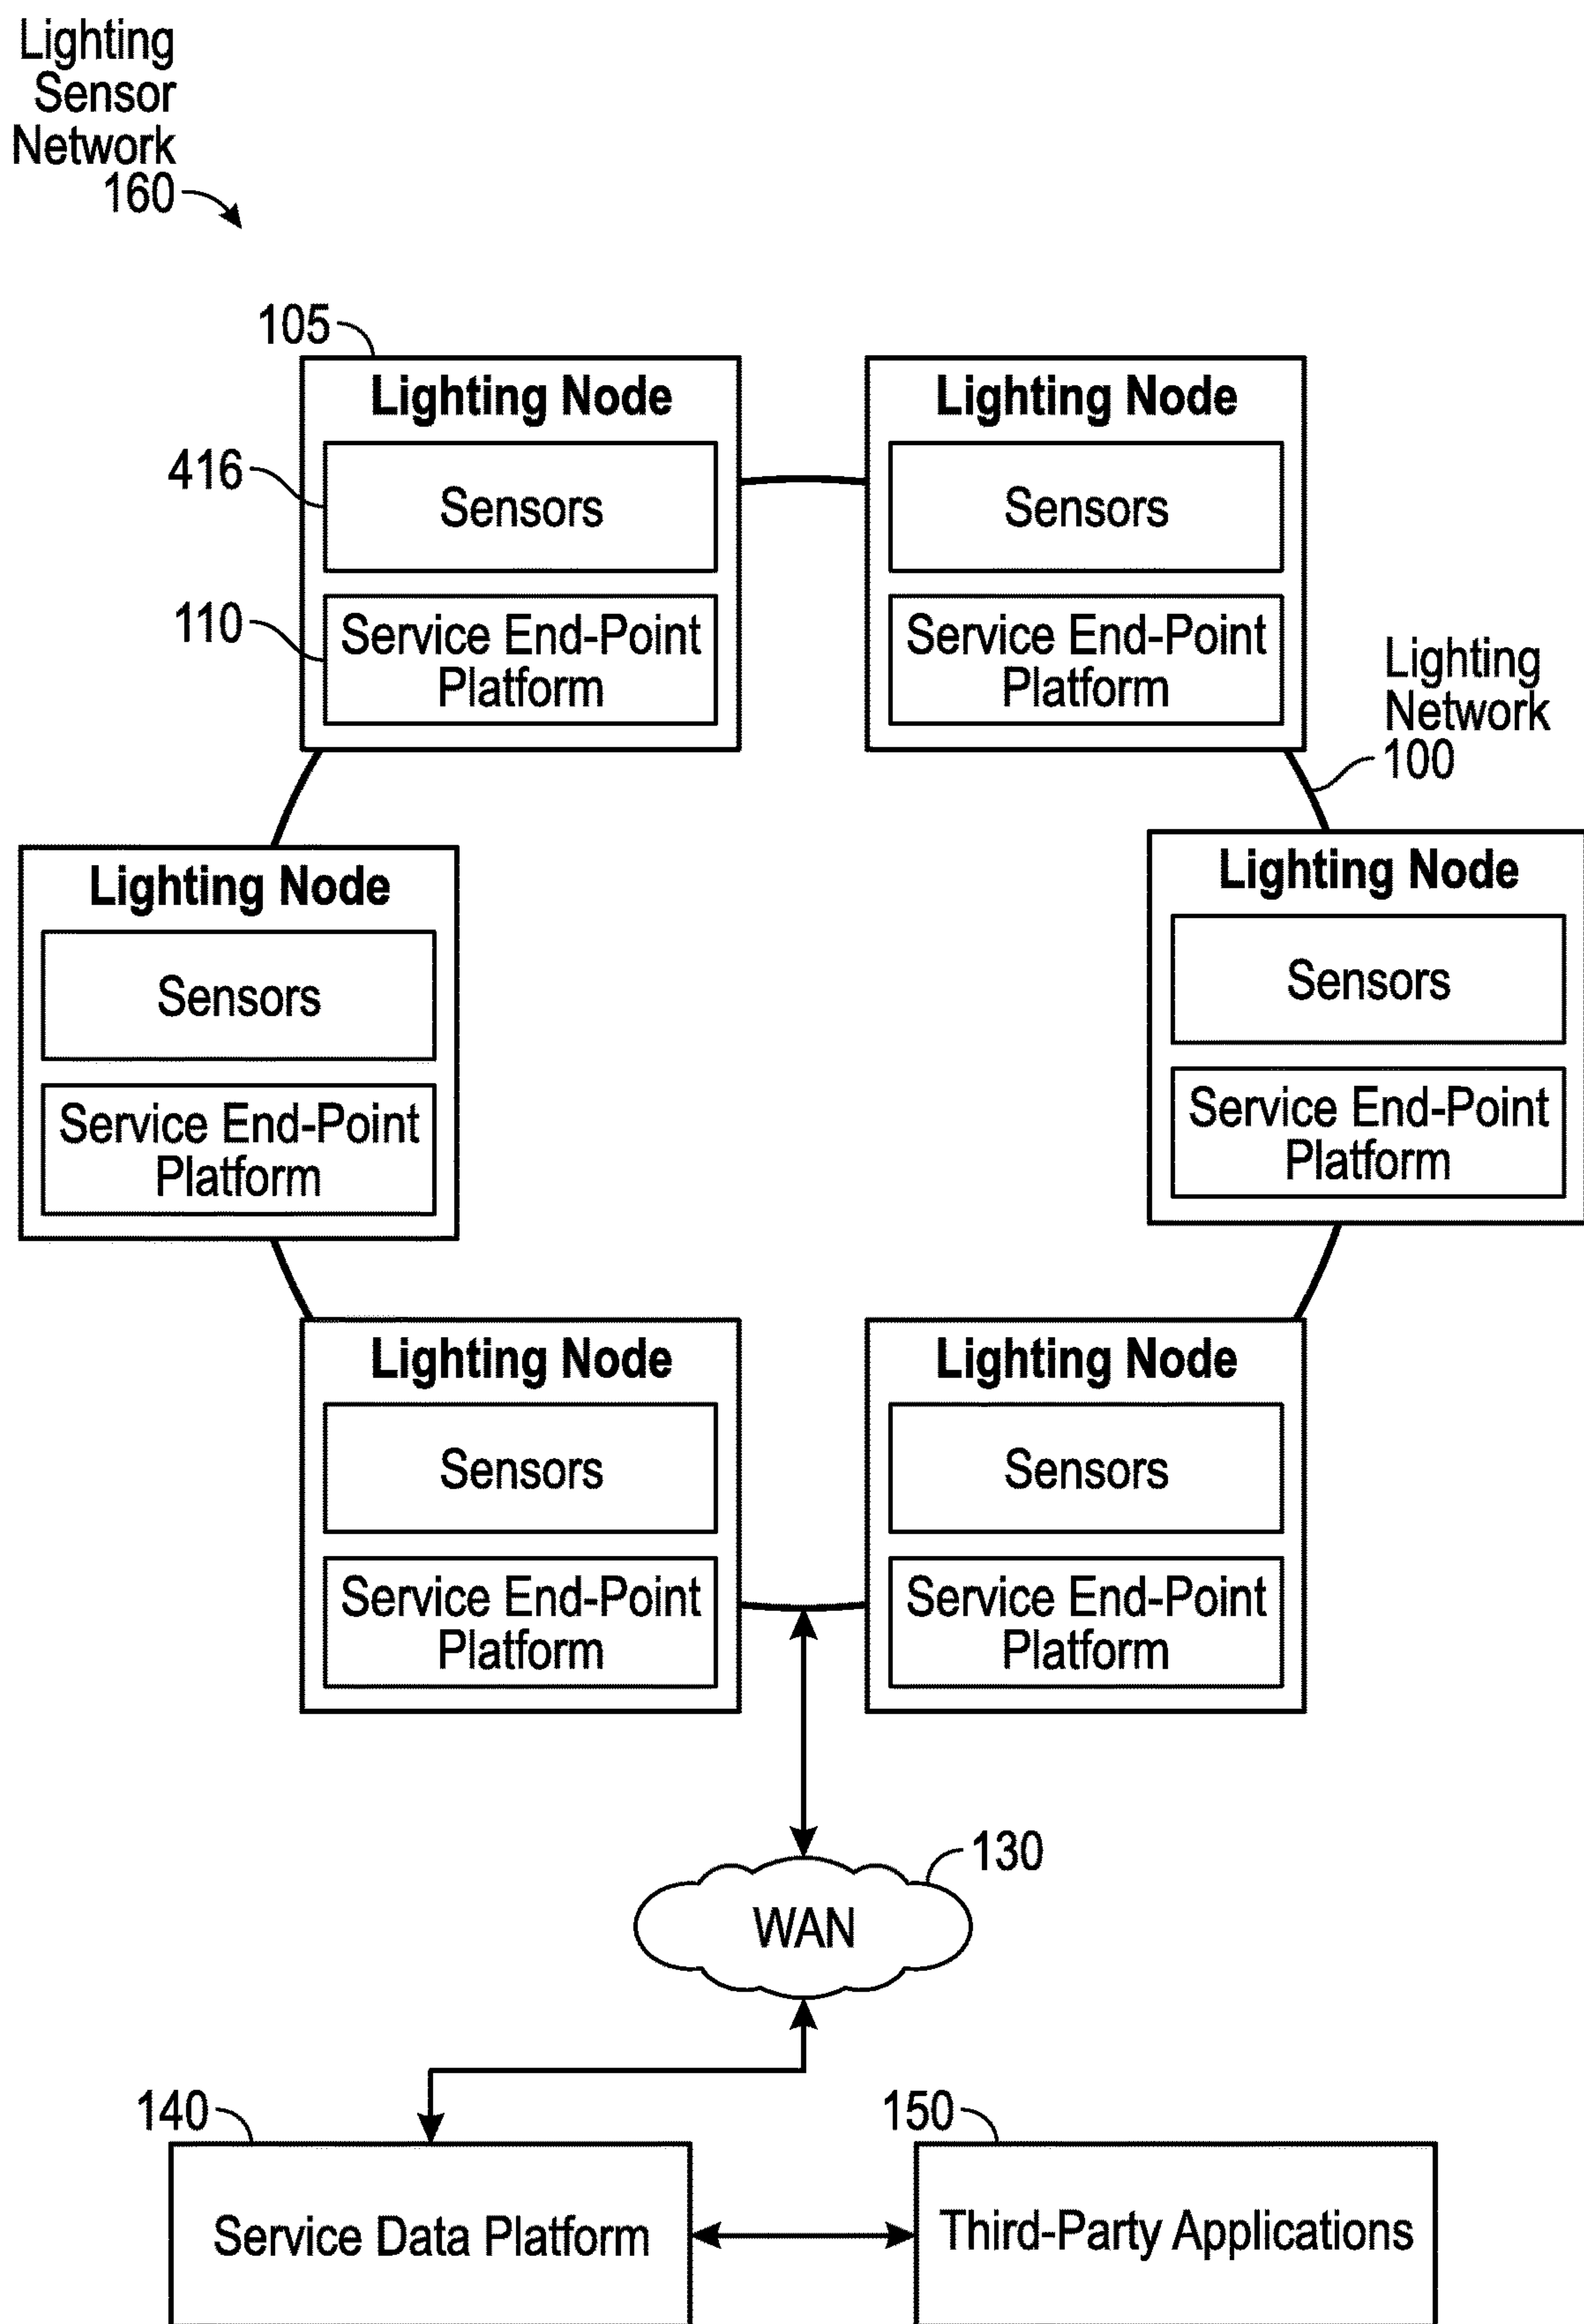 Lighting
Sensor
Network
160
105
Lighting Node
416
Sensors
110
Service End-Point
Platform
Lighting Node
Sensors
Service End-Point
Platform
Lighting
Network
100
Lighting Node
Sensors
Service End-Point
Platform
Lighting Node
Sensors
Service End-Point
Platform
Lighting Node
Sensors
Service End-Point
Platform
Lighting Node
Sensors
Service End-Point
Platform
130
WAN
140
Service Data Platform
150
Third-Party Applications